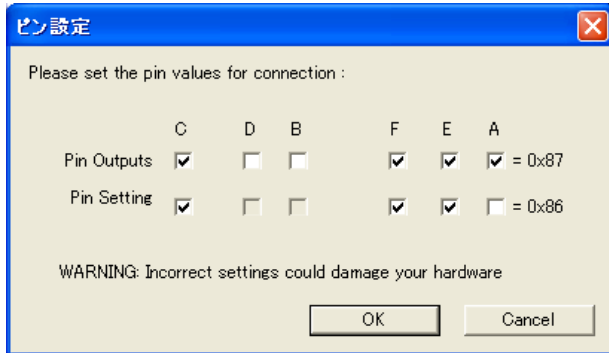 ピン設定
Please set the pin values for connection :
C D B F E A
Pin Outputs = 0x87
Pin Setting = 0x86
WARNING: Incorrect settings could damage your hardware
OK Cancel